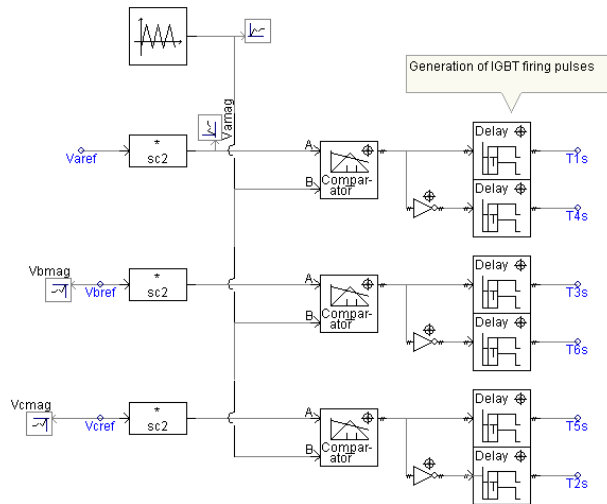 Generation of IGBT firing pulses
Vamag
Varef
*
sc2
A
B
Compar-
ator
Delay
T
T1s
Delay
T
T4s
Vbmag
Vbref
*
sc2
A
B
Compar-
ator
Delay
T
T3s
Delay
T
T6s
Vcmag
Vcref
*
sc2
A
B
Compar-
ator
Delay
T
T5s
Delay
T
T2s